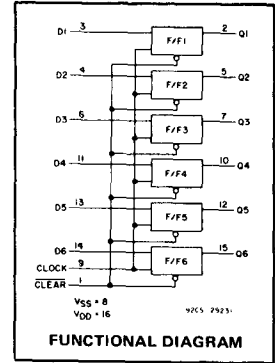 D1 3 F/F1 2 Q1
D2 4 F/F2 5 Q2
D3 6 F/F3 7 Q3
D4 11 F/F4 10 Q4
D5 13 F/F5 12 Q5
D6 14 F/F6 15 Q6
CLOCK 9
CLEAR 1
VSS = 8
VDD = 16
92CS 29231
FUNCTIONAL DIAGRAM